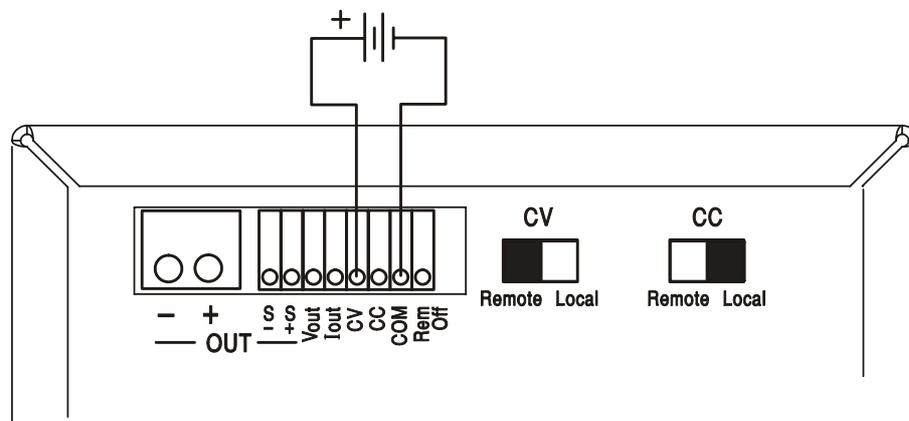 +
CV CC
Remote Local Remote Local
- +
OUT
S -
S +
Vout
Iout
CV
CC
COM
Rem Off